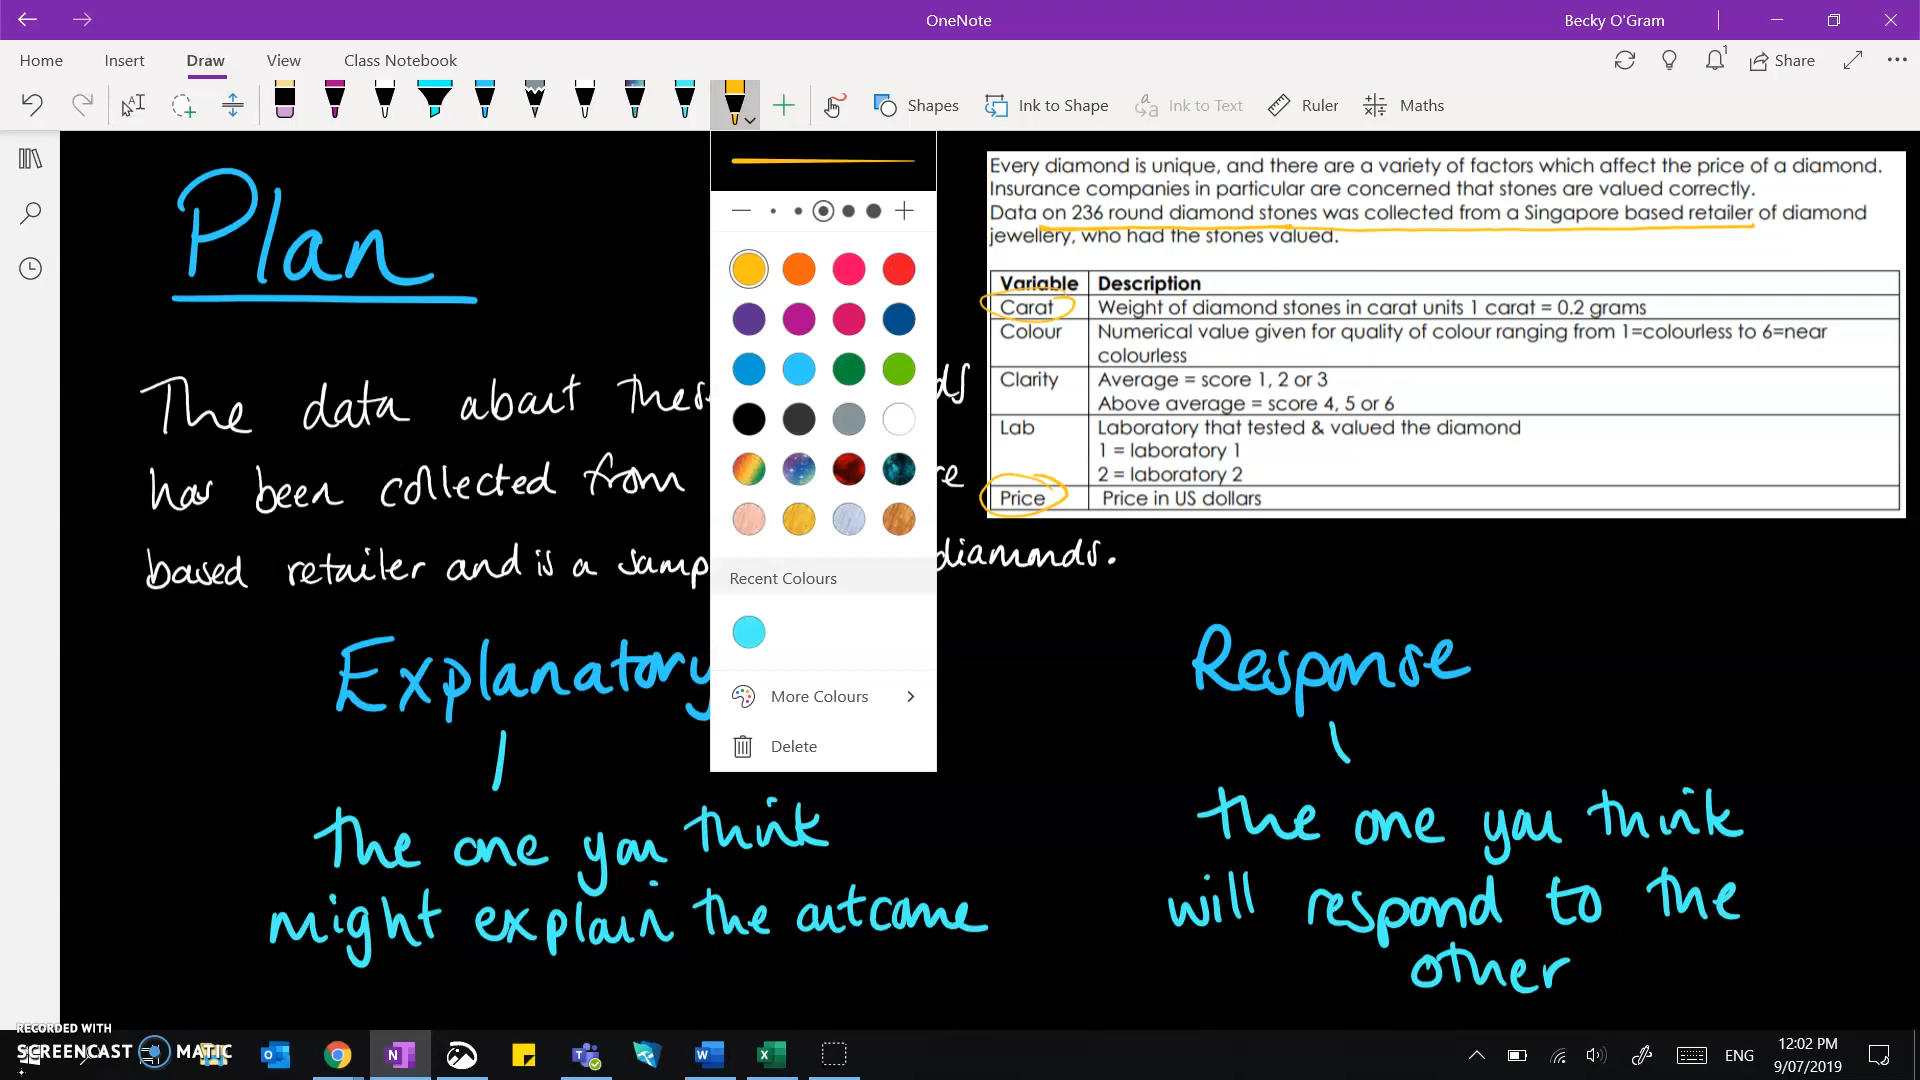 OneNote
Becky O'Gram
Home Insert Draw View Class Notebook
1
Share
Shapes Ink to Shape Ink to Text Ruler Maths
Plan
The data about these ds
has been collected from re
based retailer and is a samp diamonds.
Explanatory
the one you think
might explain the outcome
Response
the one you think
will respond to the
other
Recent Colours
More Colours
Delete
Every diamond is unique, and there are a variety of factors which affect the price of a diamond.
Insurance companies in particular are concerned that stones are valued correctly.
Data on 236 round diamond stones was collected from a Singapore based retailer of diamond
jewellery, who had the stones valued.
Variable Description
Carat Weight of diamond stones in carat units 1 carat = 0.2 grams
Colour Numerical value given for quality of colour ranging from 1=colourless to 6=near
colourless
Clarity Average = score 1, 2 or 3
Above average = score 4, 5 or 6
Lab Laboratory that tested & valued the diamond
1 = laboratory 1
2 = laboratory 2
Price Price in US dollars
RECORDED WITH
SCREENCAST MATIC
ENG
12:02 PM
9/07/2019